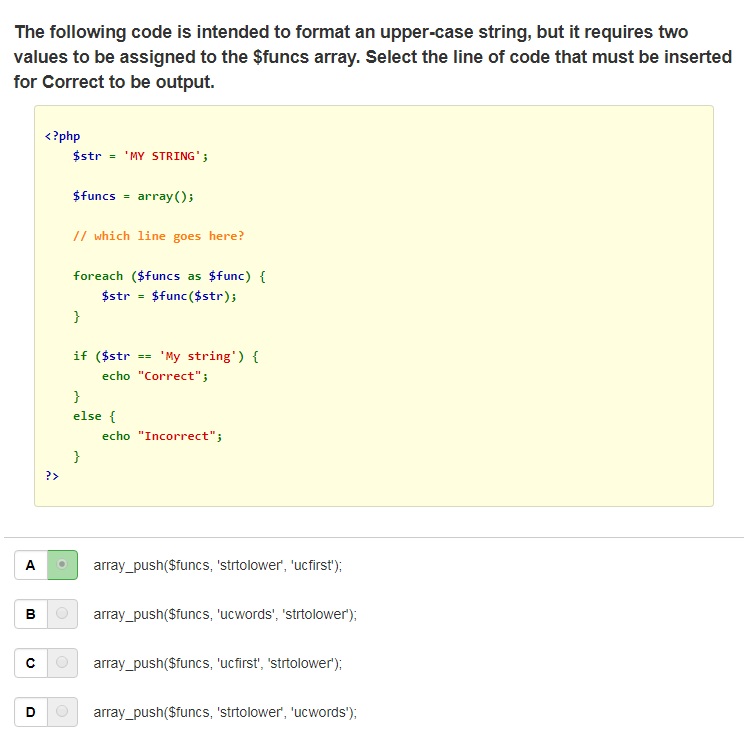 The following code is intended to format an upper-case string, but it requires two
values to be assigned to the $funcs array. Select the line of code that must be inserted
for Correct to be output.
<?php
$str = 'MY STRING';
$funcs = array();
// which line goes here?
foreach ($funcs as $func) {
$str = $func($str);
}
if ($str == 'My string') {
echo "Correct";
}
else {
echo "Incorrect";
}
?>
A array_push($funcs, 'strtolower', 'ucfirst');
B array_push($funcs, 'ucwords', 'strtolower');
C array_push($funcs, 'ucfirst', 'strtolower');
D array_push($funcs, 'strtolower', 'ucwords');